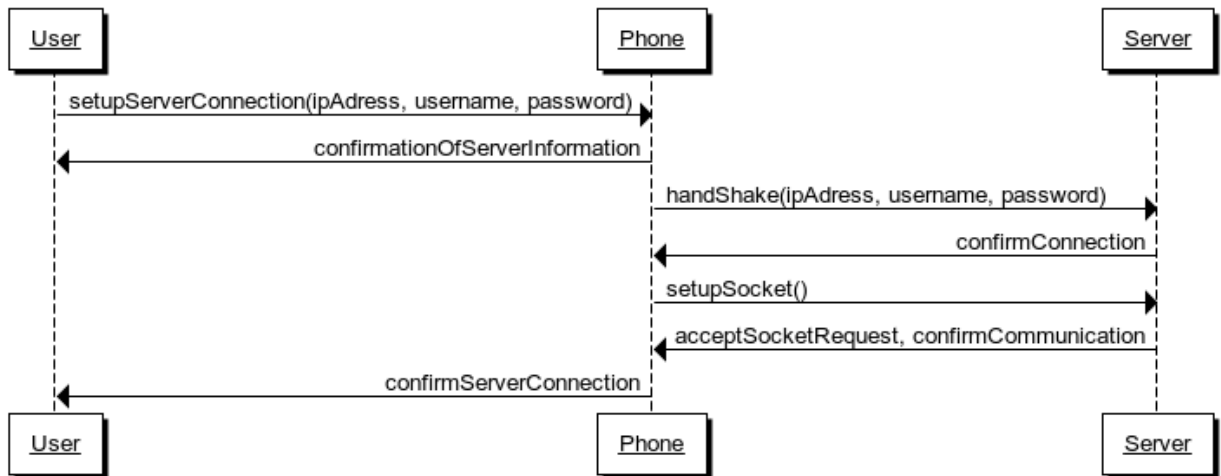 User
Phone
Server
setupServerConnection(ipAdress, username, password)
confirmationOfServerInformation
handShake(ipAdress, username, password)
confirmConnection
setupSocket()
acceptSocketRequest, confirmCommunication
confirmServerConnection
User
Phone
Server